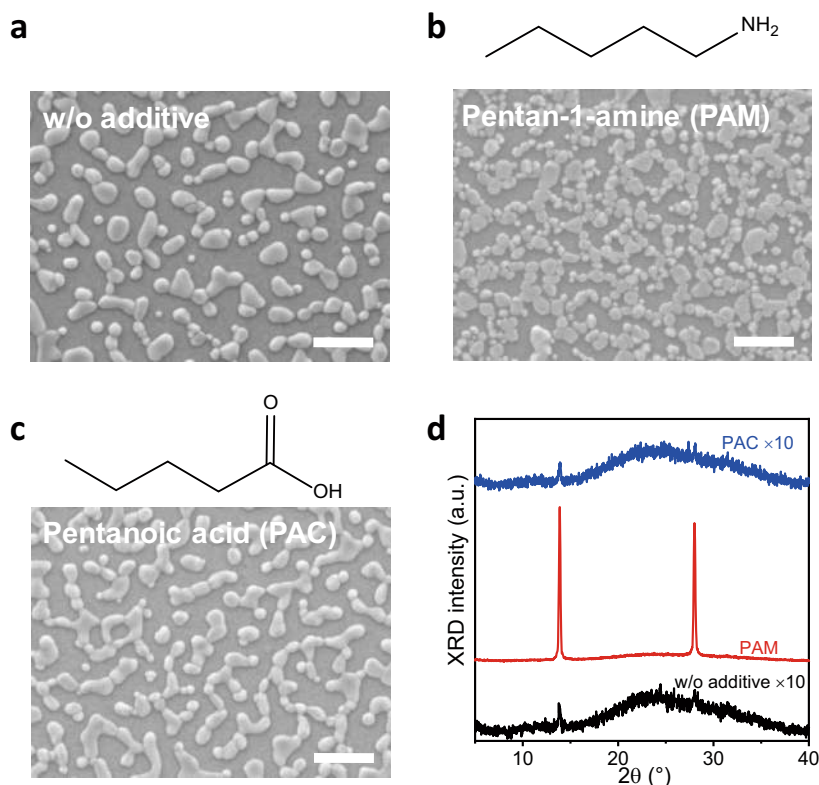 a
w/o additive
b
NH₂
Pentan-1-amine (PAM)
c
O
OH
Pentanoic acid (PAC)
d
PAC ×10
PAM
w/o additive ×10
XRD intensity (a.u.)
10 20 30 40
2θ (°)